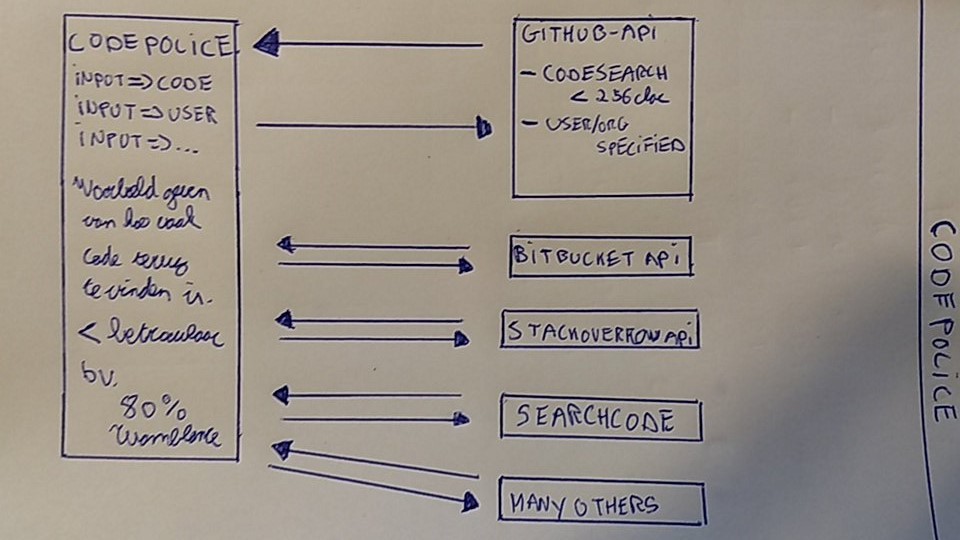 CODEPOLICE
INPUT=>CODE
INPUT=>USER
INPUT=>...
Voorbeeld geven
van hoe vaak
Code terug
te vinden is.
< betrouwbaar
bv.
80%
GITHUB-API
- CODESEARCH
< 256 char
- USER/ORG
SPECIFIED
BITBUCKET API
STACKOVERFLOW API
SEARCHCODE
MANY OTHERS
CODEPOLICE